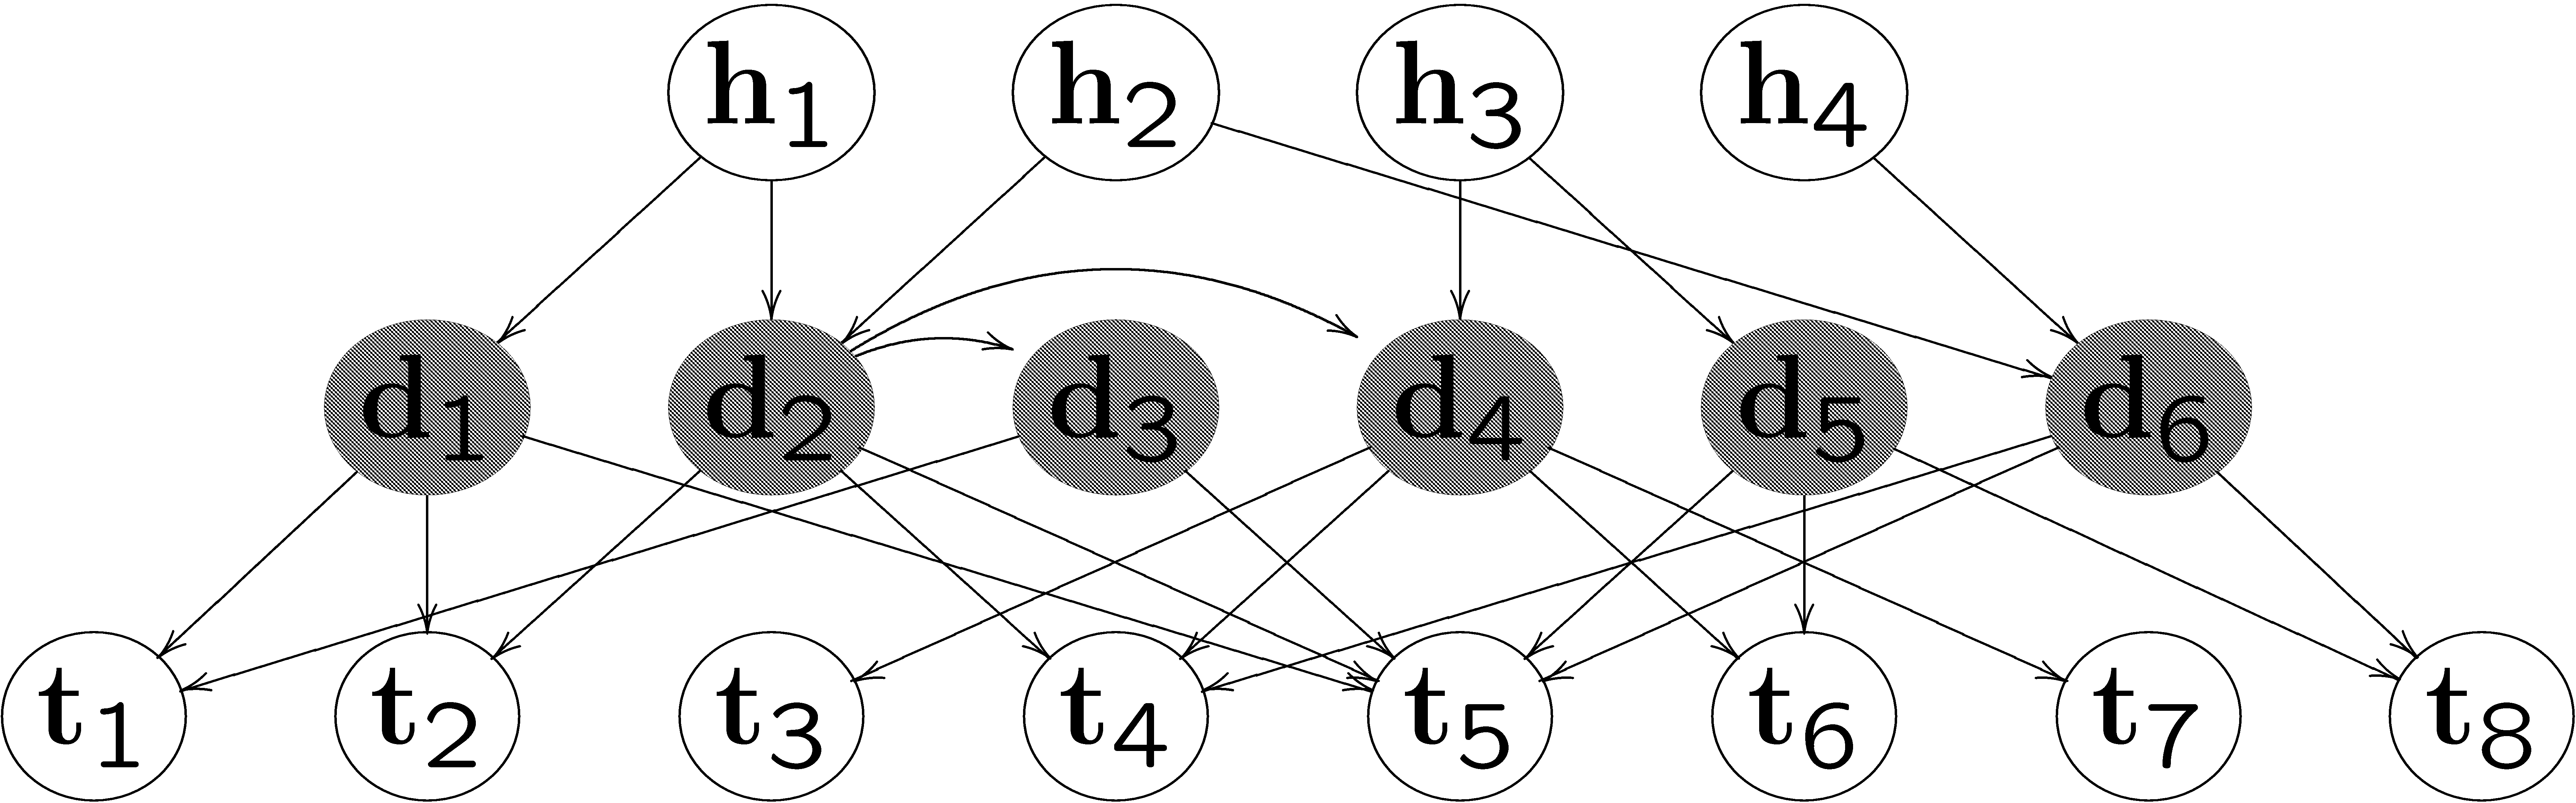 h1 h2 h3 h4
d1 d2 d3 d4 d5 d6
t1 t2 t3 t4 t5 t6 t7 t8